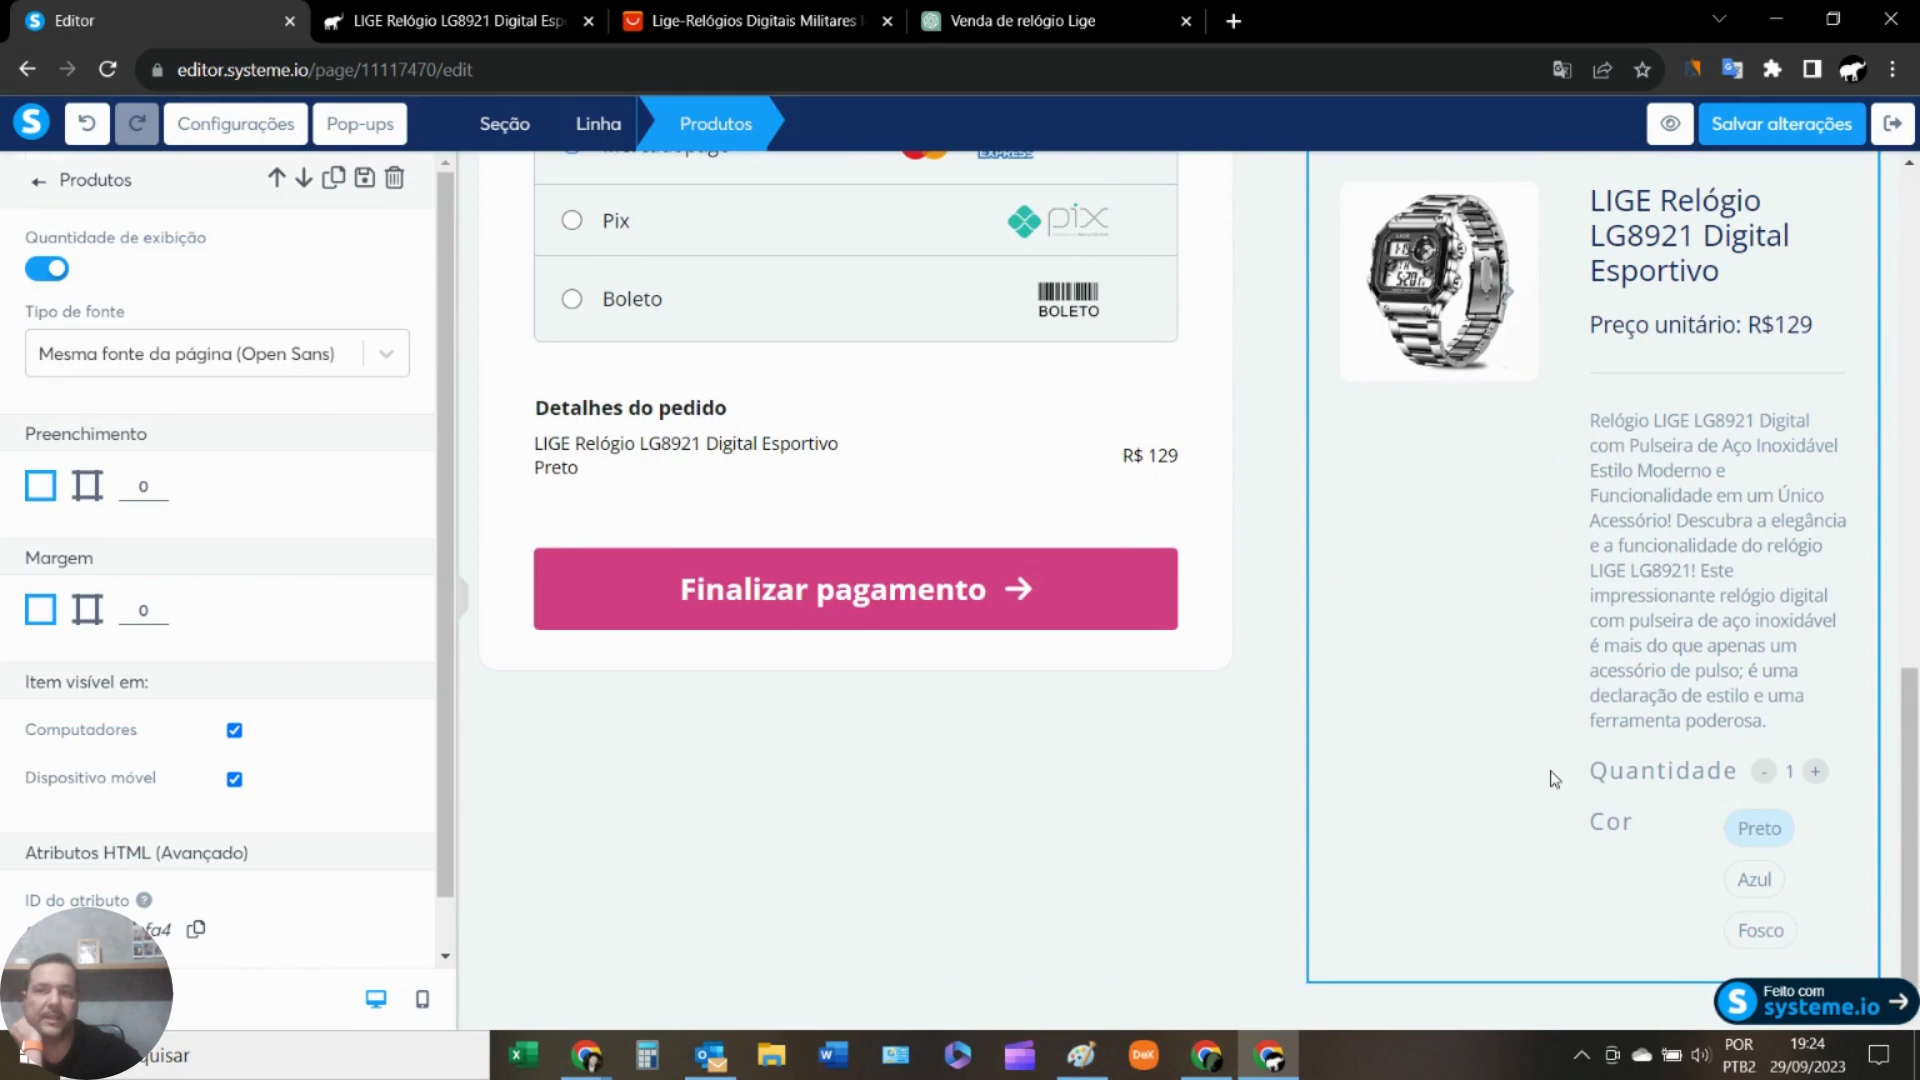 Editor
LIGE Relógio LG8921 Digital Esp
Lige-Relógios Digitais Militares
Venda de relógio Lige
editor.systeme.io/page/11117470/edit
S
Configurações
Pop-ups
Seção
Linha
Produtos
Salvar alterações
Produtos
Quantidade de exibição
Tipo de fonte
Mesma fonte da página (Open Sans)
Preenchimento
0
Margem
0
Item visível em:
Computadores
Dispositivo móvel
Atributos HTML (Avançado)
ID do atributo ?
fa4
EXPRESS
Pix
pix
Boleto
BOLETO
Detalhes do pedido
LIGE Relógio LG8921 Digital Esportivo
Preto
R$ 129
Finalizar pagamento →
LIGE Relógio
LG8921 Digital
Esportivo
Preço unitário: R$129
Relógio LIGE LG8921 Digital
com Pulseira de Aço Inoxidável
Estilo Moderno e
Funcionalidade em um Único
Acessório! Descubra a elegância
e a funcionalidade do relógio
LIGE LG8921! Este
impressionante relógio digital
com pulseira de aço inoxidável
é mais do que apenas um
acessório de pulso; é uma
declaração de estilo e uma
ferramenta poderosa.
Quantidade - 1 +
Cor
Preto
Azul
Fosco
Feito com
systeme.io
quisar
POR
PTB2
19:24
29/09/2023